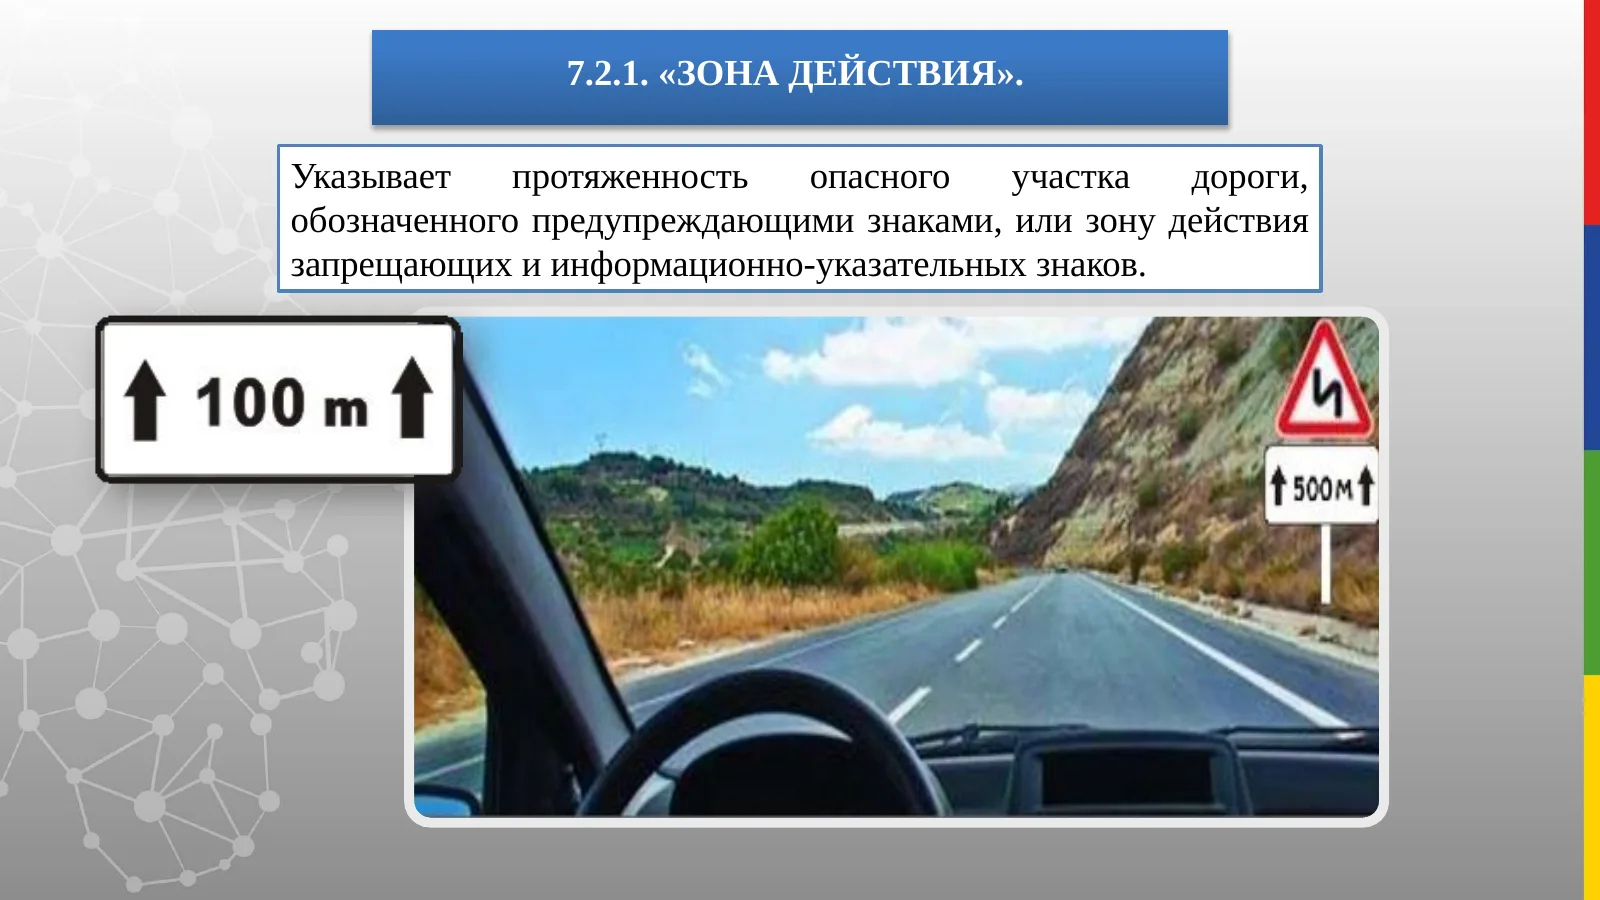 7.2.1. «ЗОНА ДЕЙСТВИЯ».
Указывает протяженность опасного участка дороги,
обозначенного предупреждающими знаками, или зону действия
запрещающих и информационно-указательных знаков.
100 m
500м